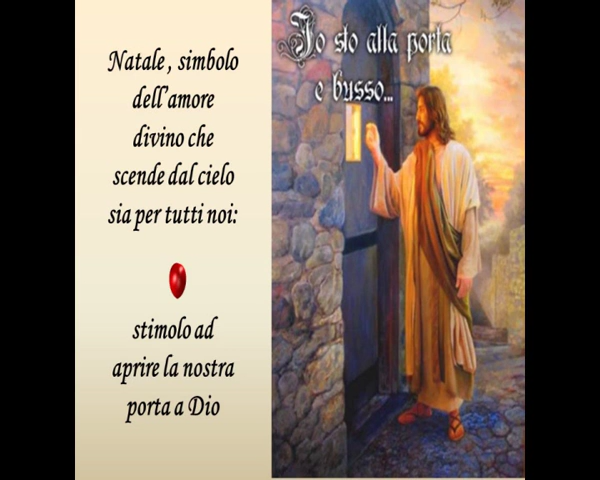 Natale , simbolo
dell'amore
divino che
scende dal cielo
sia per tutti noi:
stimolo ad
aprire la nostra
porta a Dio
Io sto alla porta
e busso...